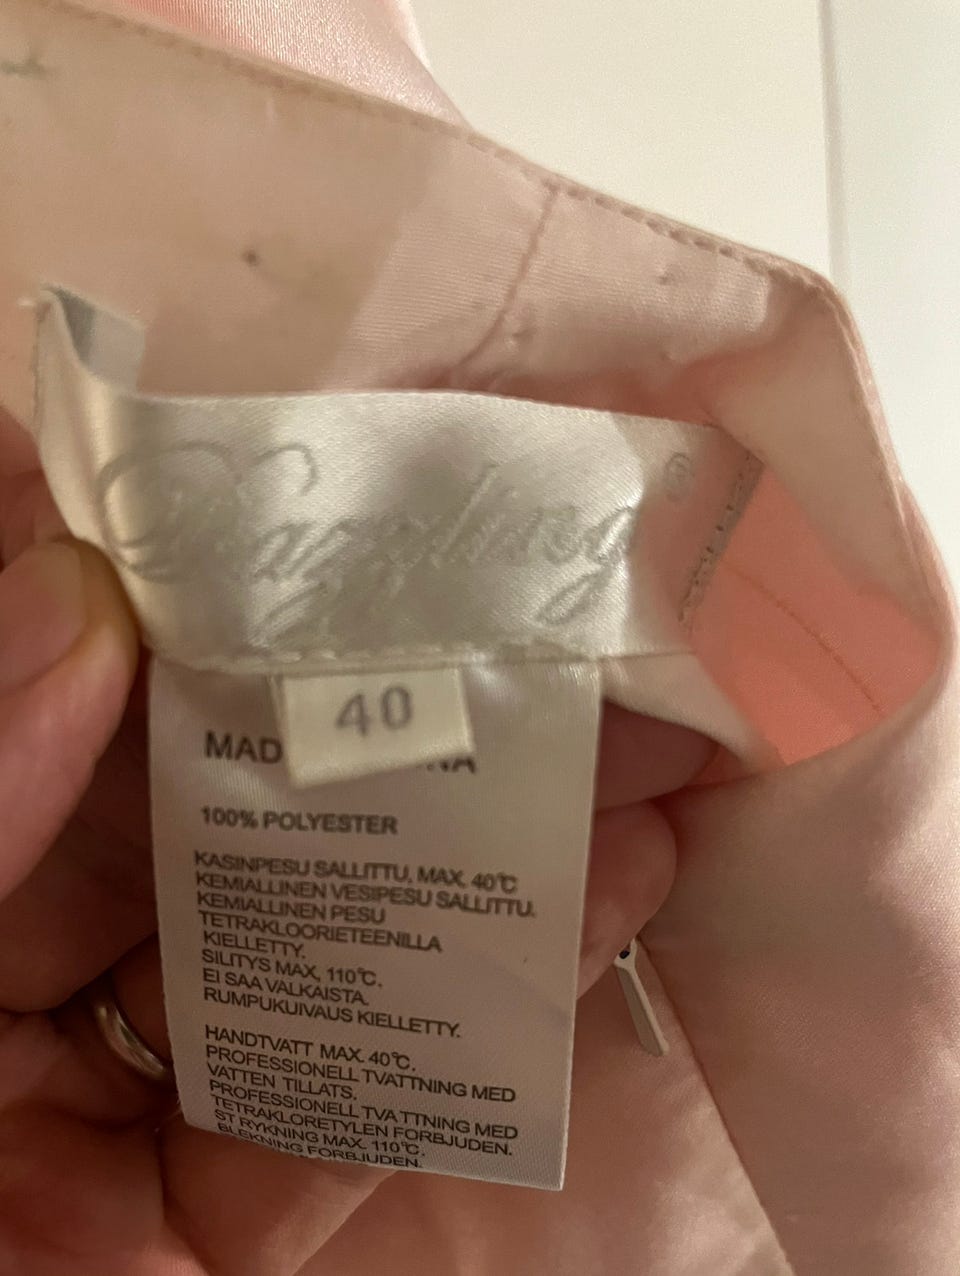 ®
40
MAD NA
100% POLYESTER
KASINPESU SALLITTU, MAX. 40℃
KEMIALLINEN VESIPESU SALLITTU.
KEMIALLINEN PESU
TETRAKLOORIETEENILLA
KIELLETTY.
SILITYS MAX, 110℃.
EI SAA VALKAISTA.
RUMPUKUIVAUS KIELLETTY.
HANDTVATT MAX. 40℃.
PROFESSIONELL TVATTNING MED
VATTEN TILLATS.
PROFESSIONELL TVA TTNING MED
TETRAKLORETYLEN FORBJUDEN.
ST RYKNING MAX. 110℃.
BLEKNING FORBJUDEN.